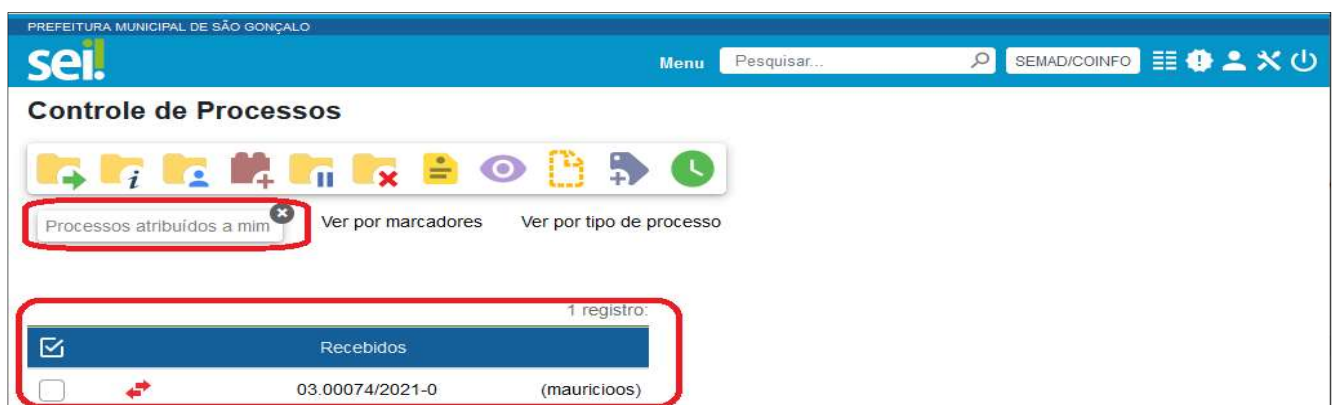 PREFEITURA MUNICIPAL DE SÃO GONÇALO
sei!
Menu Pesquisar... SEMAD/COINFO
Controle de Processos
Processos atribuídos a mim Ver por marcadores Ver por tipo de processo
1 registro:
Recebidos
03.00074/2021-0 (mauricioos)